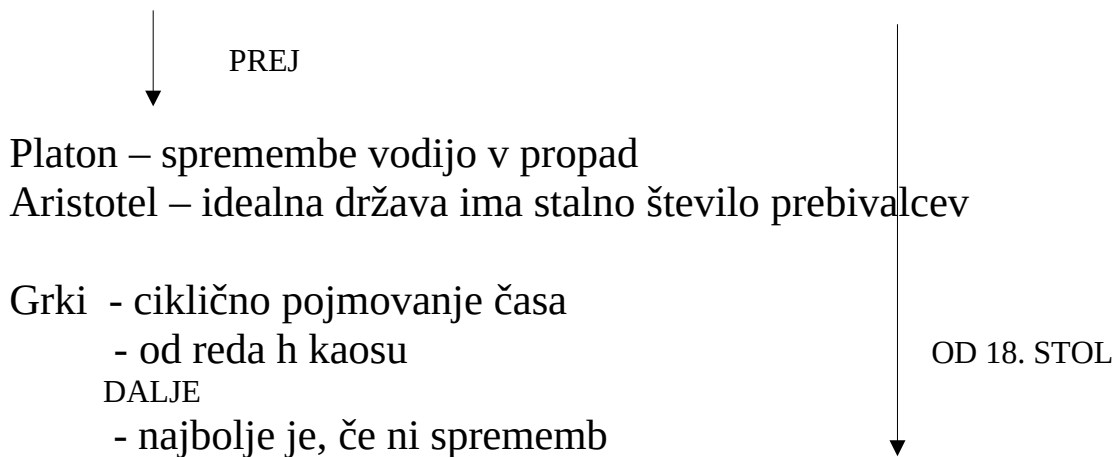 PREJ
Platon – spremembe vodijo v propad
Aristotel – idealna država ima stalno število prebivalcev
Grki - ciklično pojmovanje časa
- od reda h kaosu
OD 18. STOL
DALJE
- najbolje je, če ni sprememb